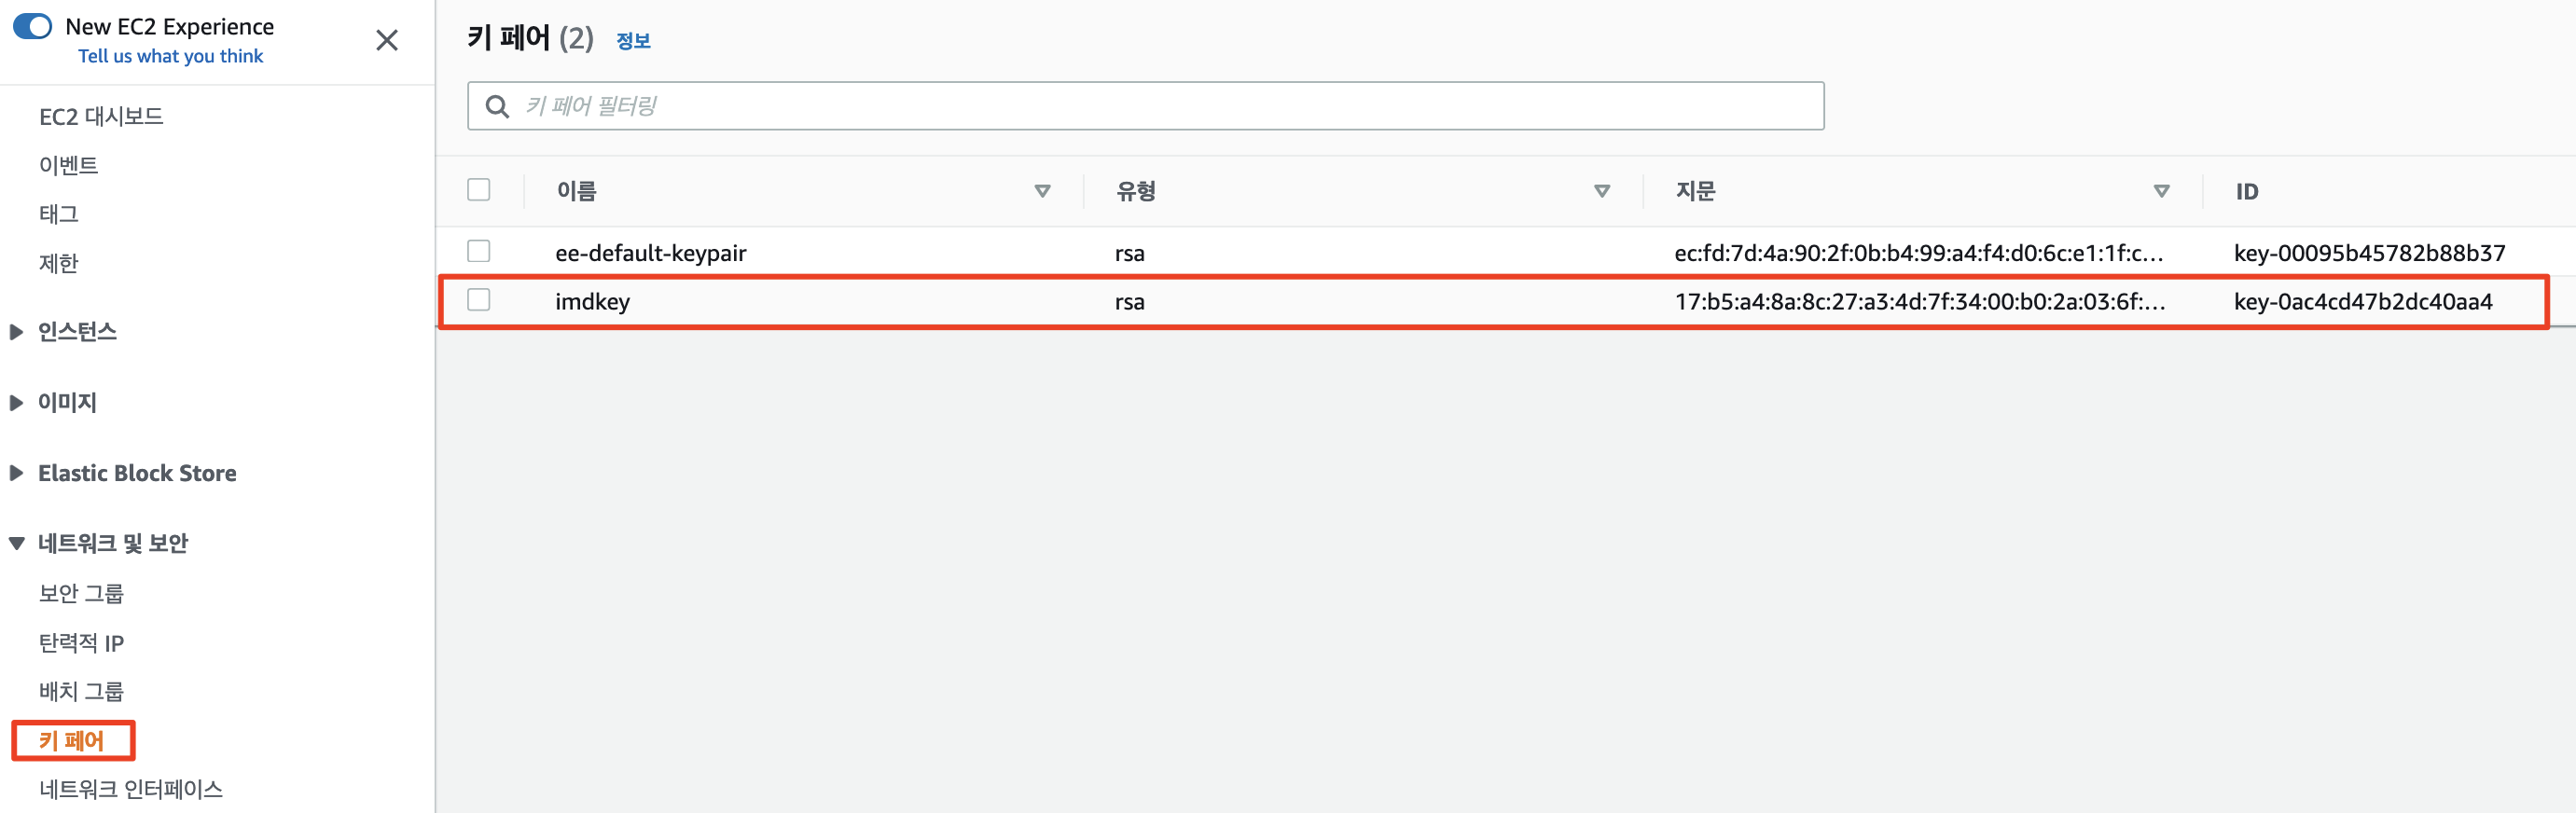 New EC2 Experience
Tell us what you think
EC2 대시보드
이벤트
태그
제한
인스턴스
이미지
Elastic Block Store
네트워크 및 보안
보안 그룹
탄력적 IP
배치 그룹
키 페어
네트워크 인터페이스
키 페어 (2) 정보
키 페어 필터링
이름 유형 지문 ID
ee-default-keypair rsa ec:fd:7d:4a:90:2f:0b:b4:99:a4:f4:d0:6c:e1:1f:c... key-00095b45782b88b37
imdkey rsa 17:b5:a4:8a:8c:27:a3:4d:7f:34:00:b0:2a:03:6f:... key-0ac4cd47b2dc40aa4